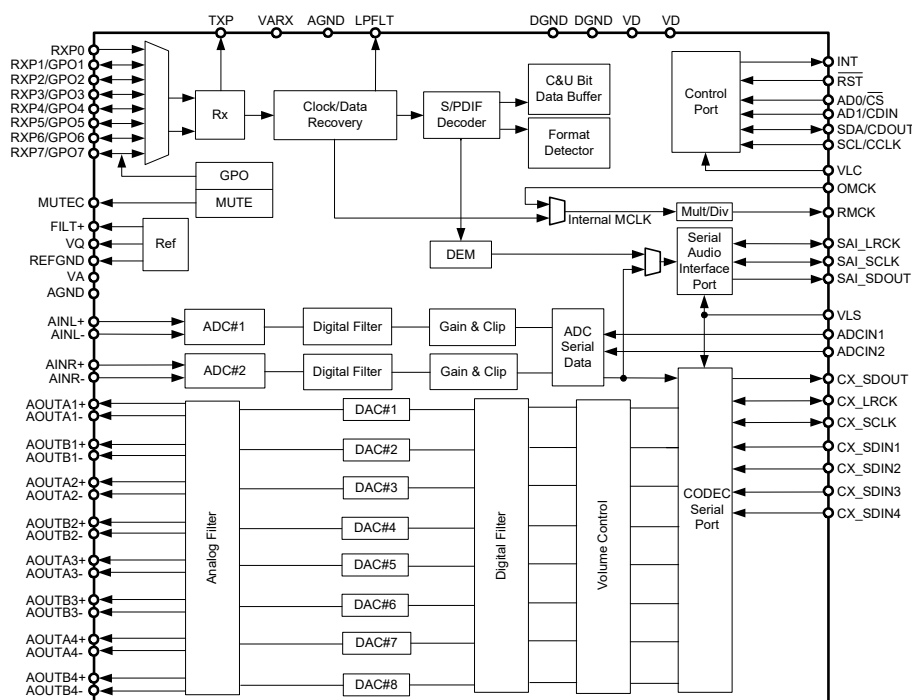 TXP VARX AGND LPFLT DGND DGND VD VD
RXP0
RXP1/GPO1
RXP2/GPO2
RXP3/GPO3
RXP4/GPO4
RXP5/GPO5
RXP6/GPO6
RXP7/GPO7
MUTEC
FILT+
VQ
REFGND
VA
AGND
AINL+
AINL-
AINR+
AINR-
AOUTA1+
AOUTA1-
AOUTB1+
AOUTB1-
AOUTA2+
AOUTA2-
AOUTB2+
AOUTB2-
AOUTA3+
AOUTA3-
AOUTB3+
AOUTB3-
AOUTA4+
AOUTA4-
AOUTB4+
AOUTB4-
Rx
Clock/Data
Recovery
S/PDIF
Decoder
C&U Bit
Data Buffer
Format
Detector
Control
Port
GPO
MUTE
Ref
Internal MCLK
Mult/Div
DEM
Serial
Audio
Interface
Port
ADC#1
Digital Filter
Gain & Clip
ADC
Serial
Data
ADC#2
Digital Filter
Gain & Clip
Analog Filter
DAC#1
DAC#2
DAC#3
DAC#4
DAC#5
DAC#6
DAC#7
DAC#8
Digital Filter
Volume Control
CODEC
Serial
Port
INT
RST
AD0/CS
AD1/CDIN
SDA/CDOUT
SCL/CCLK
VLC
OMCK
RMCK
SAI_LRCK
SAI_SCLK
SAI_SDOUT
VLS
ADCIN1
ADCIN2
CX_SDOUT
CX_LRCK
CX_SCLK
CX_SDIN1
CX_SDIN2
CX_SDIN3
CX_SDIN4